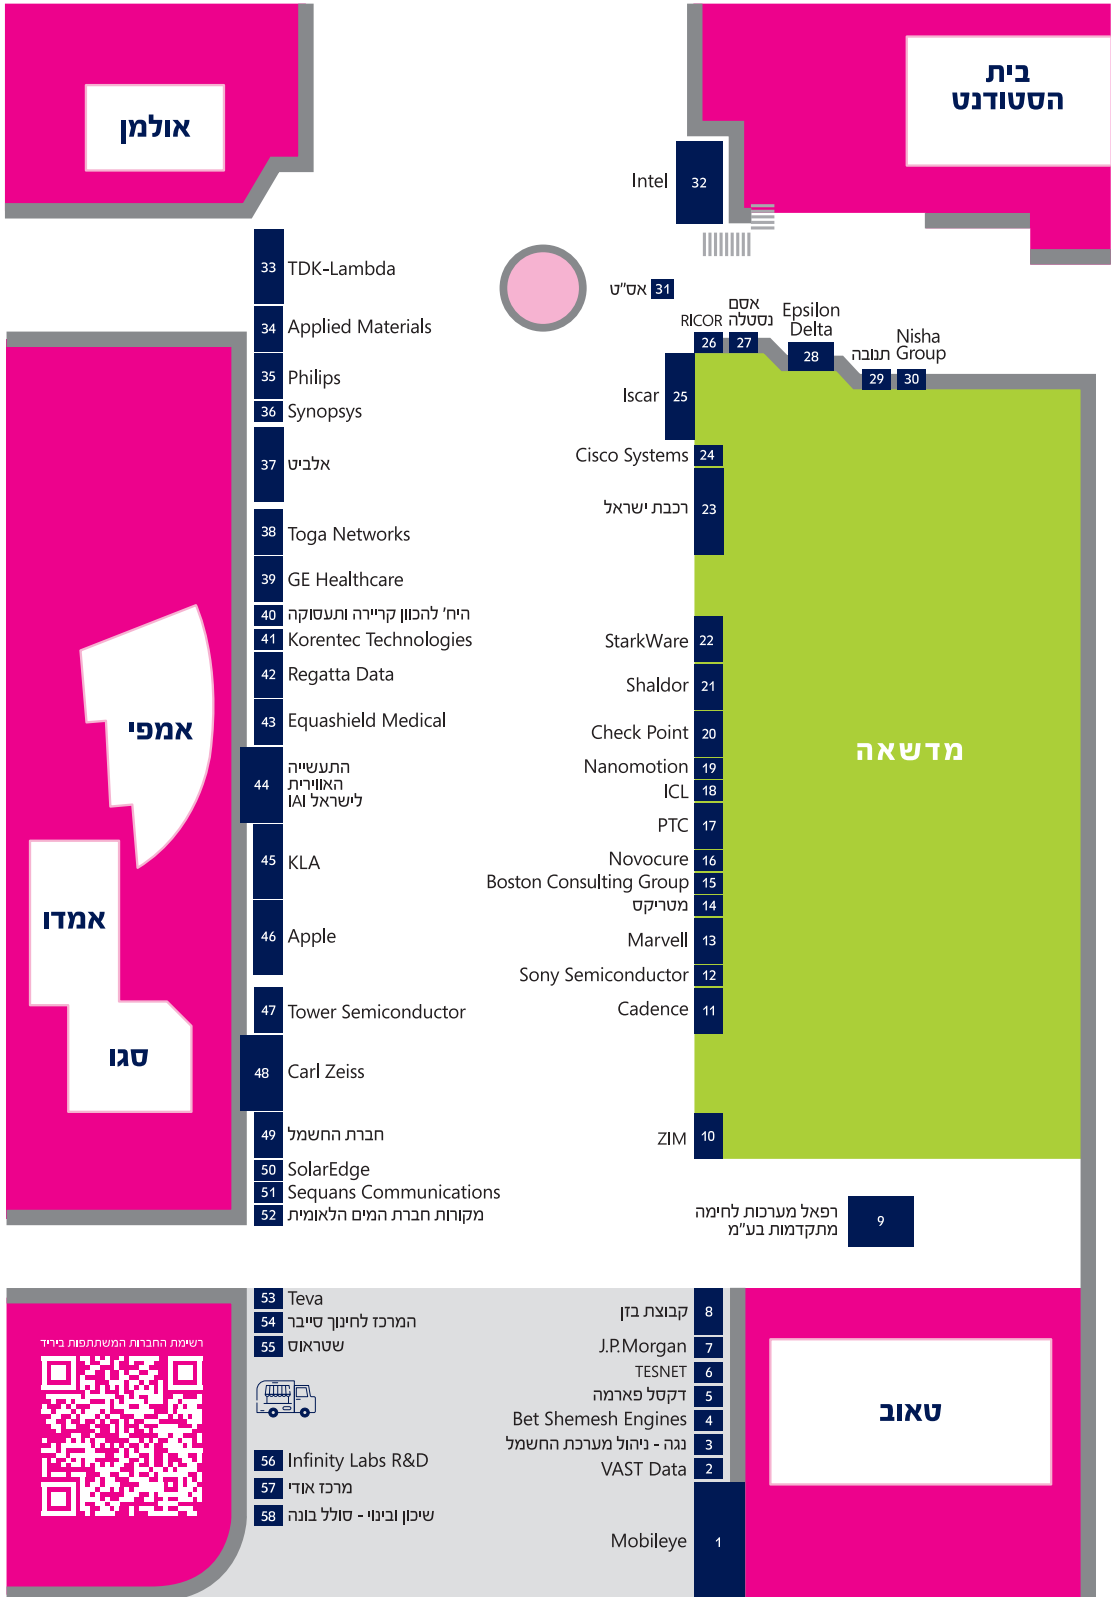 אולמן
בית
הסטודנט
Intel 32
33 TDK-Lambda
34 Applied Materials
35 Philips
36 Synopsys
37 אלביט
38 Toga Networks
39 GE Healthcare
40 היח' להכוון קריירה ותעסוקה
41 Korentec Technologies
42 Regatta Data
43 Equashield Medical
44 התעשייה
האווירית
לישראל IAI
45 KLA
46 Apple
47 Tower Semiconductor
48 Carl Zeiss
49 חברת החשמל
50 SolarEdge
51 Sequans Communications
52 מקורות חברת המים הלאומית
53 Teva
54 המרכז לחינוך סייבר
55 שטראוס
56 Infinity Labs R&D
57 מרכז אודי
58 שיכון ובינוי - סולל בונה
אס"ט 31
RICOR 26
אסם
נסטלה
27
Epsilon
Delta
28
תנובה
29
Nisha
Group
30
Iscar 25
Cisco Systems 24
רכבת ישראל 23
StarkWare 22
Shaldor 21
Check Point 20
Nanomotion 19
ICL 18
PTC 17
Novocure 16
Boston Consulting Group 15
מטריקס 14
Marvell 13
Sony Semiconductor 12
Cadence 11
ZIM 10
רפאל מערכות לחימה
מתקדמות בע"מ
9
קבוצת בזן 8
J.P.Morgan 7
TESNET 6
דקסל פארמה 5
Bet Shemesh Engines 4
נגה - ניהול מערכת החשמל 3
VAST Data 2
Mobileye 1
מדשאה
אמפי
אמדו
סגו
טאוב
רשימת החברות המשתתפות ביריד